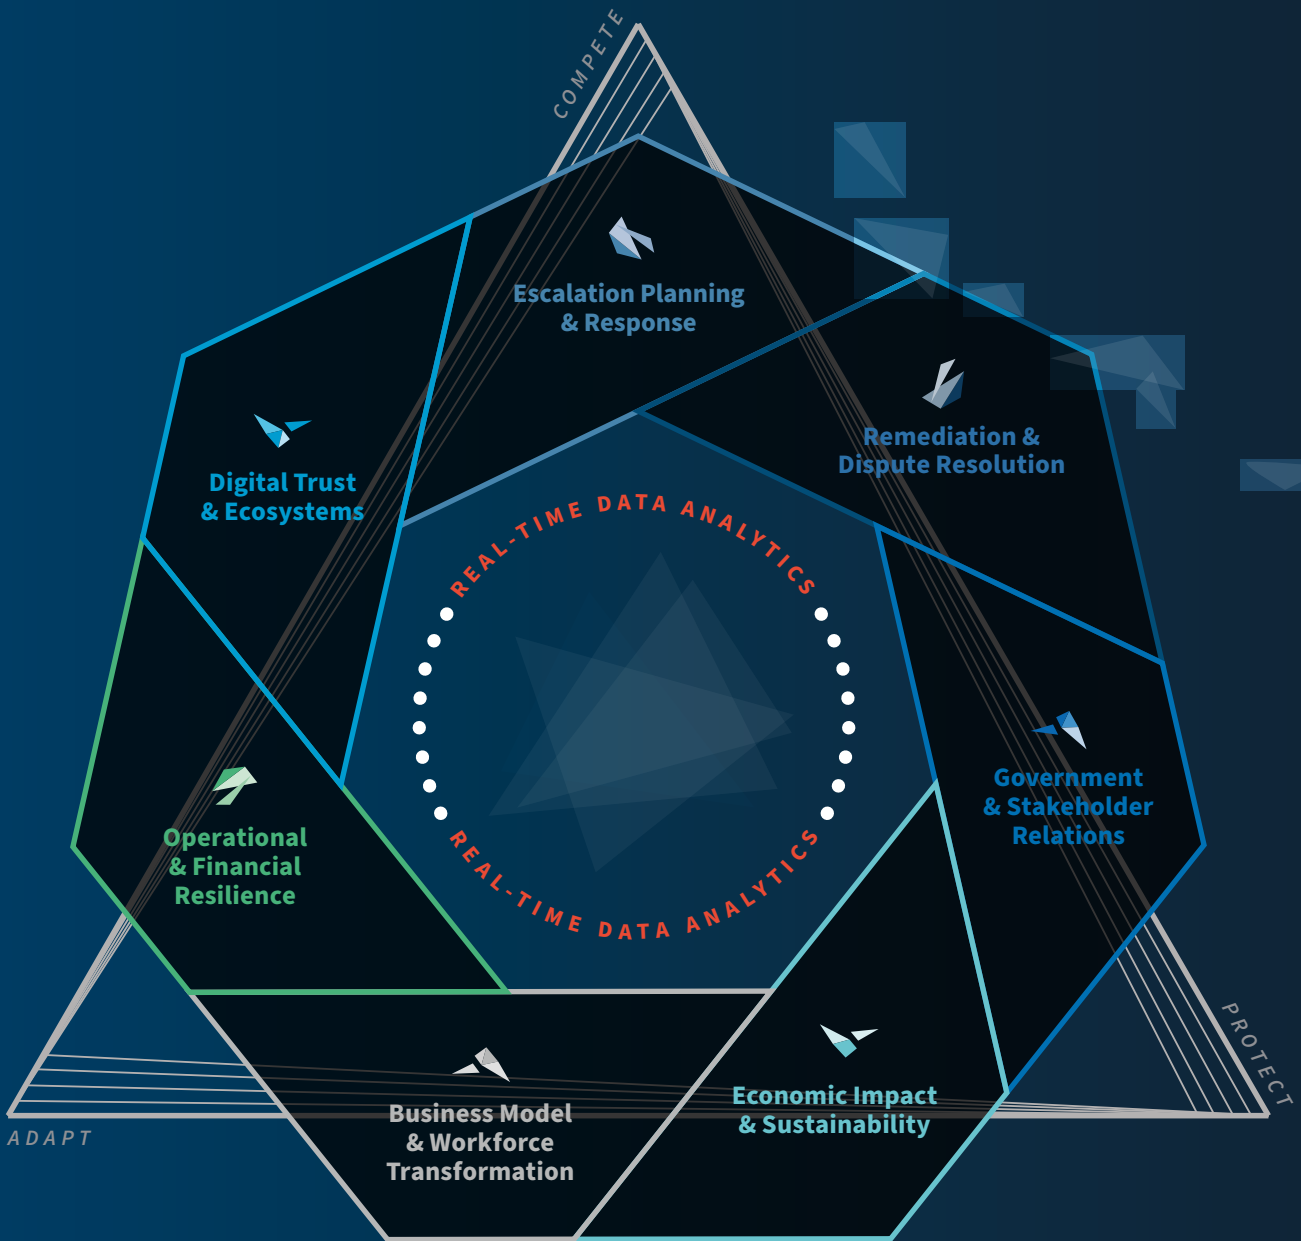 COMPETE
Escalation Planning
& Response
Remediation &
Dispute Resolution
Digital Trust
& Ecosystems
REAL-TIME DATA ANALYTICS
Government
& Stakeholder
Relations
Operational
& Financial
Resilience
REAL-TIME DATA ANALYTICS
PROTECT
Economic Impact
& Sustainability
Business Model
& Workforce
Transformation
ADAPT